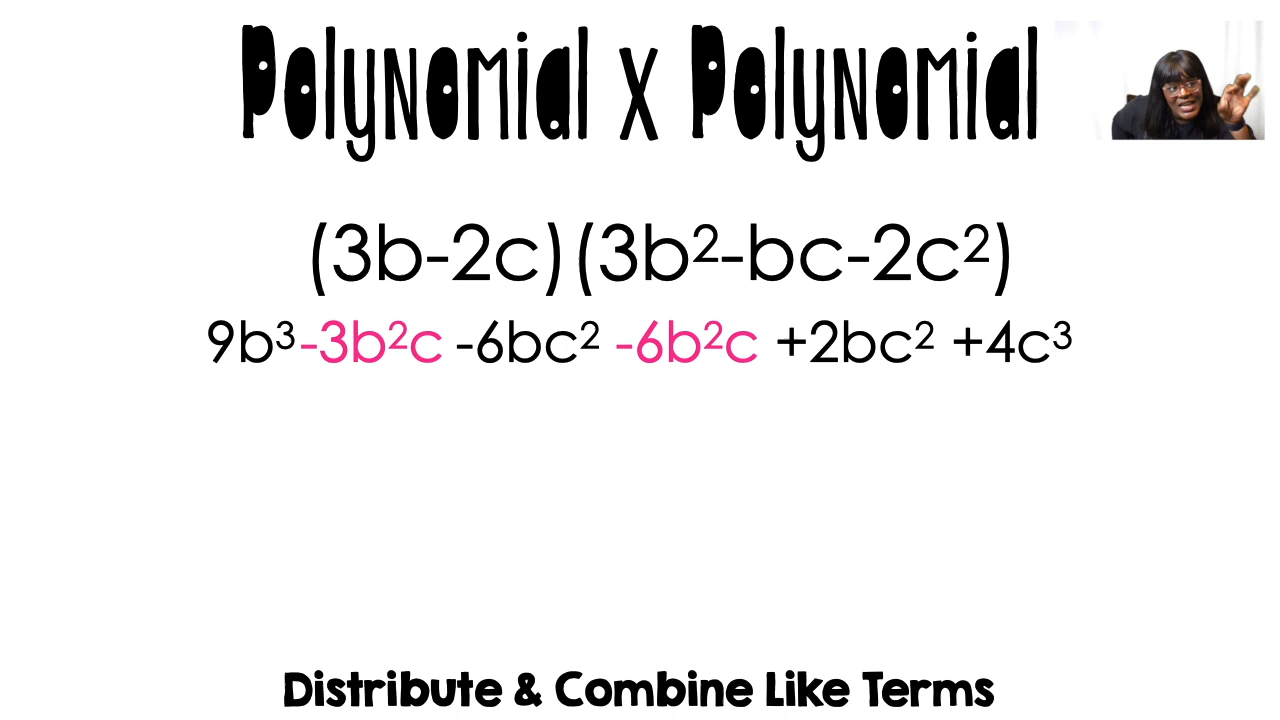 Polynomial x Polynomial
(3b-2c)(3b²-bc-2c²)
9b³-3b²c -6bc² -6b²c +2bc² +4c³
Distribute & Combine Like Terms